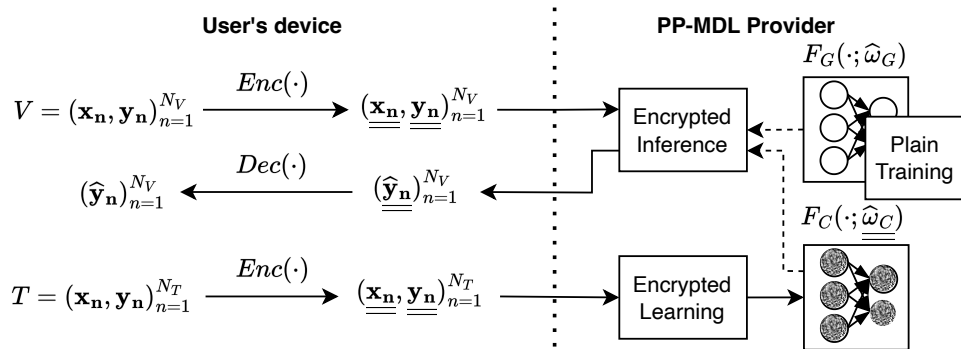 User's device
PP-MDL Provider
F_G(·; ω̂_G)
V = (x_n, y_n)_{n=1}^{N_V}
Enc(·)
(x_n, y_n)_{n=1}^{N_V}
Encrypted
Inference
Plain
Training
(ŷ_n)_{n=1}^{N_V}
Dec(·)
(ŷ_n)_{n=1}^{N_V}
F_C(·; ω̂_C)
T = (x_n, y_n)_{n=1}^{N_T}
Enc(·)
(x_n, y_n)_{n=1}^{N_T}
Encrypted
Learning